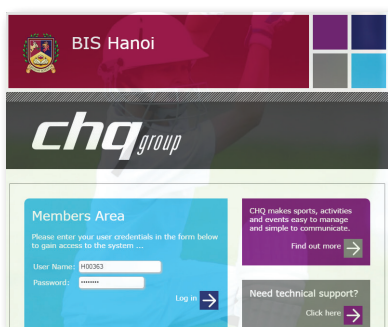 BIS Hanoi
chq group
Members Area
Please enter your user credentials in the form below
to gain access to the system ...
User Name: H00363
Password: ••••••••
Log in
CHQ makes sports, activities
and events easy to manage
and simple to communicate.
Find out more
Need technical support?
Click here